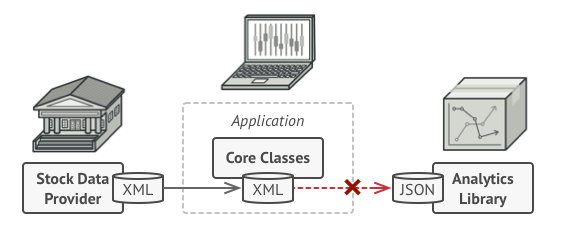 Application
Core Classes
Stock Data
Provider
XML
XML
JSON
Analytics
Library